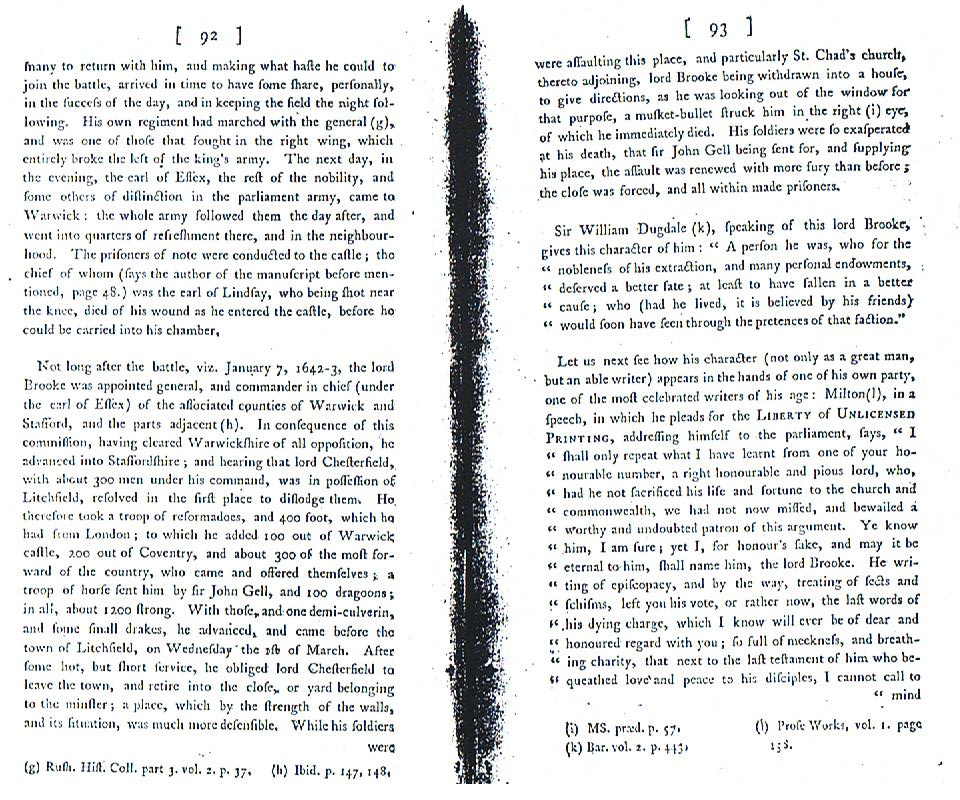 [ 92 ]
many to return with him, and making what haſte he could to
join the battle, arrived in time to have ſome ſhare, perſonally,
in the ſucceſs of the day, and in keeping the field the night fol-
lowing. His own regiment had marched with the general (g),
and was one of thoſe that fought in the right wing, which
entirely broke the left of the king's army. The next day, in
the evening, the earl of Eſſex, the reſt of the nobility, and
ſome others of diſtinction in the parliament army, came to
Warwick : the whole army followed them the day after, and
went into quarters of refreſhment there, and in the neighbour-
hood. The priſoners of note were conducted to the caſtle ; the
chief of whom (ſays the author of the manuſcript before men-
tioned, page 48.) was the earl of Lindſay, who being ſhot near
the knee, died of his wound as he entered the caſtle, before he
could be carried into his chamber.
Not long after the battle, viz. January 7, 1642-3, the lord
Brooke was appointed general, and commander in chief (under
the earl of Eſſex) of the aſſociated counties of Warwick and
Stafford, and the parts adjacent (h). In conſequence of this
commiſſion, having cleared Warwickſhire of all oppoſition, he
advanced into Staffordſhire ; and hearing that lord Cheſterfield,
with about 300 men under his command, was in poſſeſſion of
Litchfield, reſolved in the firſt place to diſlodge them. He
therefore took a troop of reformadoes, and 400 foot, which he
had from London ; to which he added 100 out of Warwick
caſtle, 200 out of Coventry, and about 300 of the moſt for-
ward of the country, who came and offered themſelves ; a
troop of horſe ſent him by ſir John Gell, and 100 dragoons ;
in all, about 1200 ſtrong. With thoſe, and one demi-culverin,
and ſome ſmall drakes, he advanced, and came before the
town of Litchfield, on Wedneſday the 1ſt of March. After
ſome hot, but ſhort ſervice, he obliged lord Cheſterfield to
leave the town, and retire into the cloſe, or yard belonging
to the minſter ; a place, which by the ſtrength of the walls,
and its ſituation, was much more defenſible. While his ſoldiers
were
(g) Ruſh. Hiſt. Coll. part 3. vol. 2. p. 37. (h) Ibid. p. 147, 148.
[ 93 ]
were aſſaulting this place, and particularly St. Chad's church,
thereto adjoining, lord Brooke being withdrawn into a houſe,
to give directions, as he was looking out of the window for
that purpoſe, a muſket-bullet ſtruck him in the right (i) eye,
of which he immediately died. His ſoldiers were ſo exaſperated
at his death, that ſir John Gell being ſent for, and ſupplying
his place, the aſſault was renewed with more fury than before ;
the cloſe was forced, and all within made priſoners.
Sir William Dugdale (k), ſpeaking of this lord Brooke,
gives this character of him : “ A perſon he was, who for the
“ nobleneſs of his extraction, and many perſonal endowments,
“ deſerved a better fate ; at leaſt to have fallen in a better
“ cauſe ; who (had he lived, it is believed by his friends)
“ would ſoon have ſeen through the pretences of that faction.”
Let us next ſee how his character (not only as a great man,
but an able writer) appears in the hands of one of his own party,
one of the moſt celebrated writers of his age : Milton(l), in a
ſpeech, in which he pleads for the LIBERTY of UNLICENSED
PRINTING, addreſſing himſelf to the parliament, ſays, “ I
“ ſhall only repeat what I have learnt from one of your ho-
“ nourable number, a right honourable and pious lord, who,
“ had he not ſacrificed his life and fortune to the church and
“ commonwealth, we had not now miſſed, and bewailed a
“ worthy and undoubted patron of this argument. Ye know
“ him, I am ſure ; yet I, for honour's ſake, and may it be
“ eternal to him, ſhall name him, the lord Brooke. He wri-
“ ting of epiſcopacy, and by the way, treating of ſects and
“ ſchiſms, left you his vote, or rather now, the laſt words of
“ his dying charge, which I know will ever be of dear and
“ honoured regard with you ; ſo full of meekneſs, and breath-
“ ing charity, that next to the laſt teſtament of him who be-
“ queathed love and peace to his diſciples, I cannot call to
“ mind
(i) MS. præd. p. 57. (l) Proſe Works, vol. 1. page
(k) Bar. vol. 2. p. 443. 158.